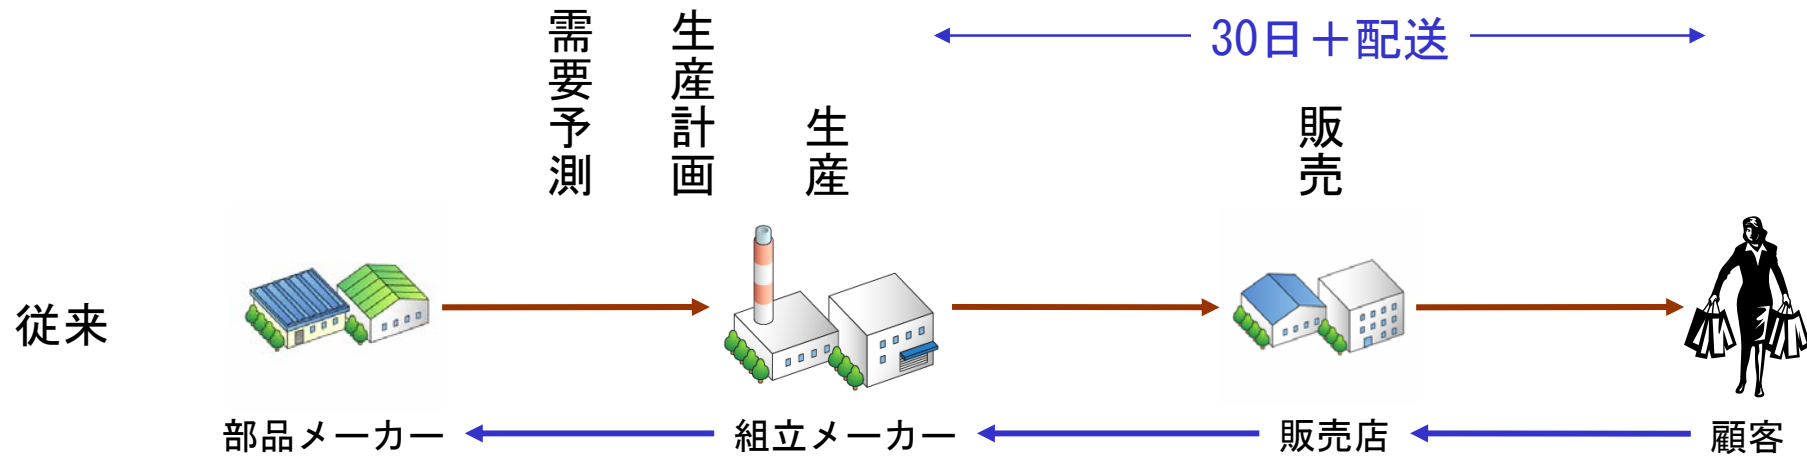 需要予測
生産計画
生産
30日＋配送
販売
従来
部品メーカー
組立メーカー
販売店
顧客